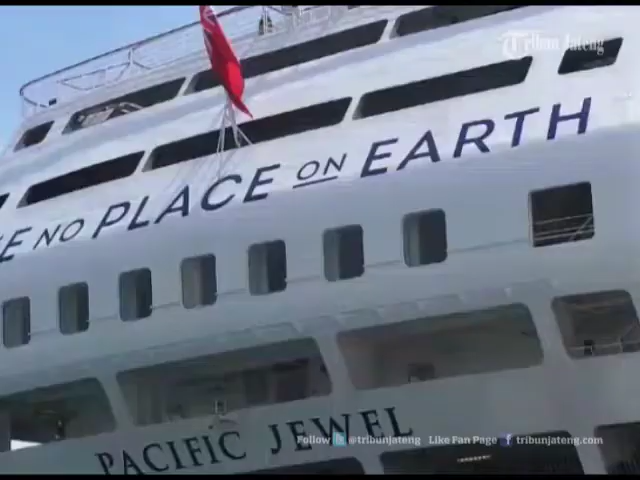 Tribun Jateng
E NO PLACE ON EARTH
PACIFIC JEWEL
Follow @tribunjateng Like Fan Page f tribunjateng.com